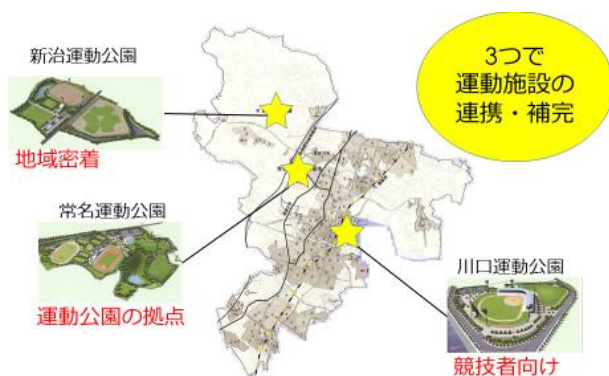 新治運動公園
地域密着
3つで
運動施設の
連携・補完
常名運動公園
運動公園の拠点
川口運動公園
競技者向け